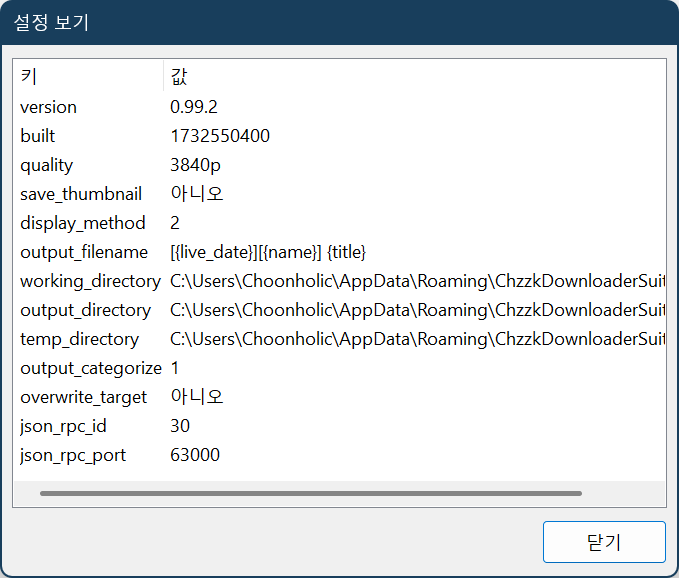 설정 보기
키 값
version 0.99.2
built 1732550400
quality 3840p
save_thumbnail 아니오
display_method 2
output_filename [{live_date}][{name}] {title}
working_directory C:\Users\Choonholic\AppData\Roaming\ChzzkDownloaderSuit
output_directory C:\Users\Choonholic\AppData\Roaming\ChzzkDownloaderSuit
temp_directory C:\Users\Choonholic\AppData\Roaming\ChzzkDownloaderSuit
output_categorize 1
overwrite_target 아니오
json_rpc_id 30
json_rpc_port 63000
닫기